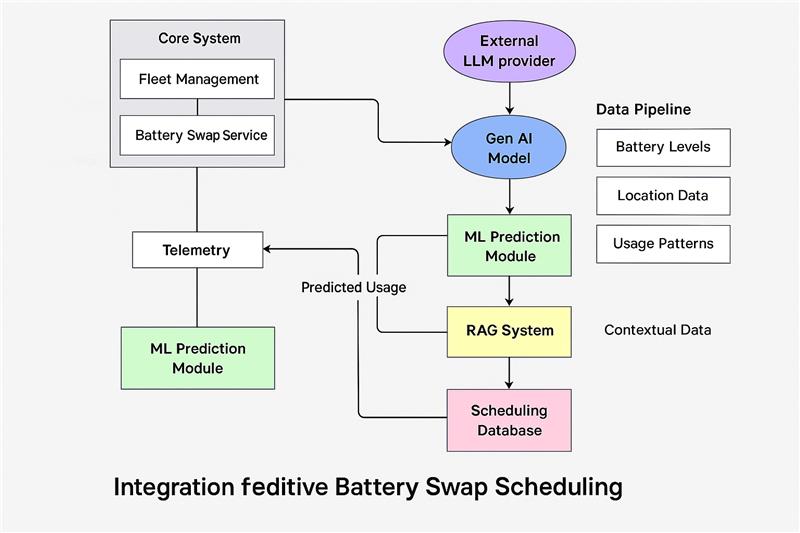 Core System
Fleet Management
Battery Swap Service
Telemetry
ML Prediction
Module
External
LLM provider
Gen AI
Model
ML Prediction
Module
Predicted Usage
RAG System
Scheduling
Database
Data Pipeline
Battery Levels
Location Data
Usage Patterns
Contextual Data
Integration feditive Battery Swap Scheduling